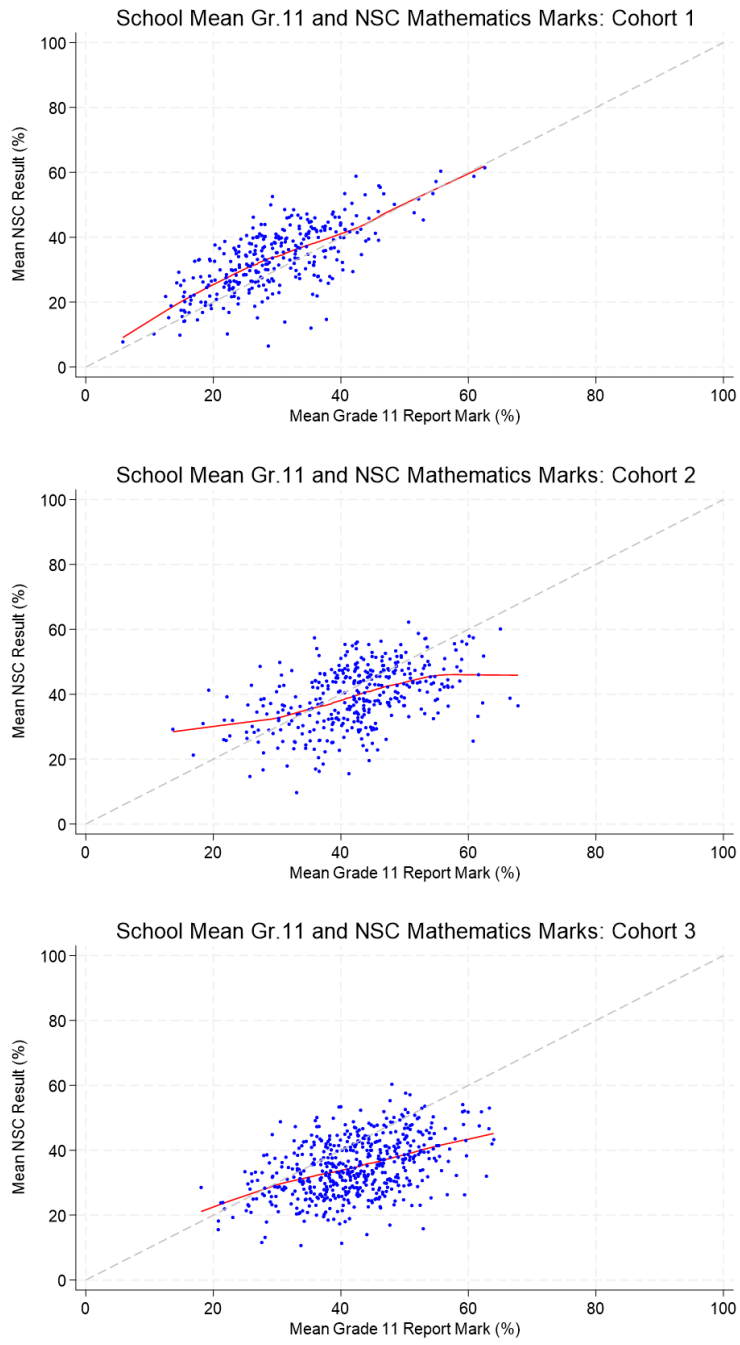 School Mean Gr.11 and NSC Mathematics Marks: Cohort 1
100
80
60
40
20
0
Mean NSC Result (%)
0 20 40 60 80 100
Mean Grade 11 Report Mark (%)
School Mean Gr.11 and NSC Mathematics Marks: Cohort 2
100
80
60
40
20
0
Mean NSC Result (%)
0 20 40 60 80 100
Mean Grade 11 Report Mark (%)
School Mean Gr.11 and NSC Mathematics Marks: Cohort 3
100
80
60
40
20
0
Mean NSC Result (%)
0 20 40 60 80 100
Mean Grade 11 Report Mark (%)